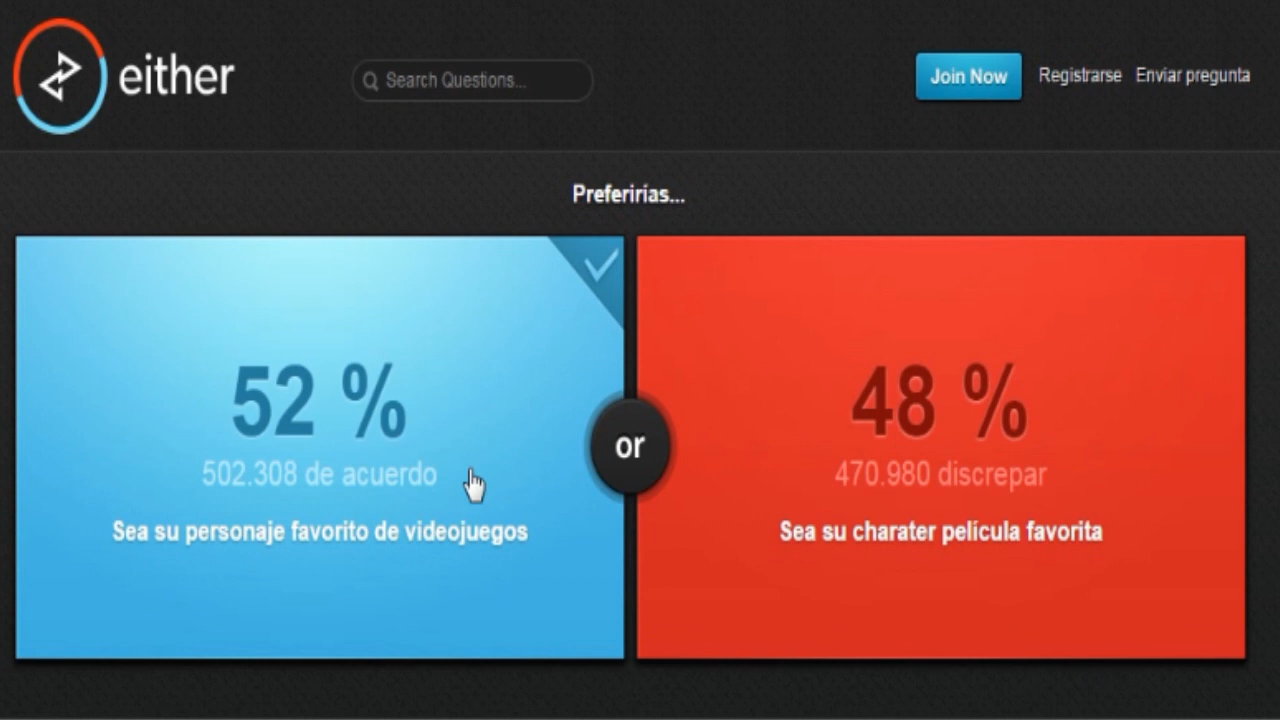 either
Search Questions...
Join Now
Registrarse
Enviar pregunta
Preferirías...
52 %
502.308 de acuerdo
Sea su personaje favorito de videojuegos
or
48 %
470.980 discrepar
Sea su charater película favorita